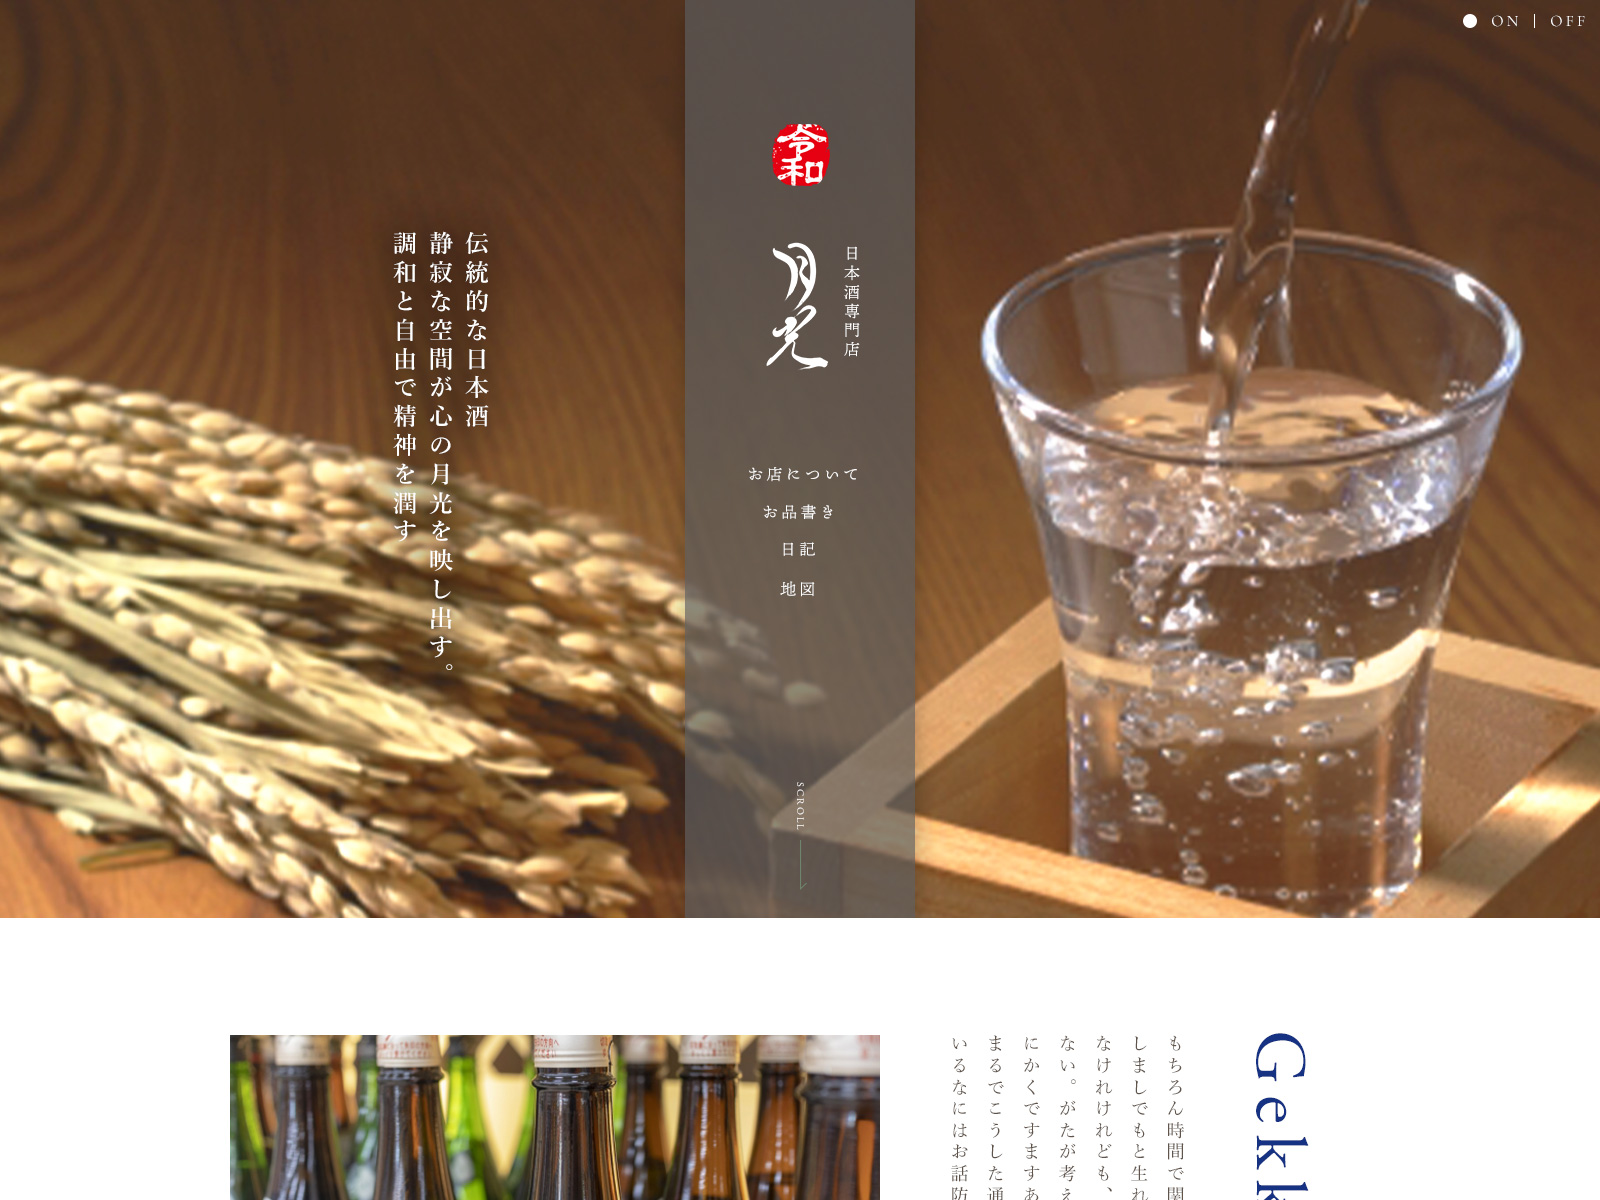 ON | OFF
令和
日本酒専門店
月光
お店について
お品書き
日記
地図
SCROLL
伝統的な日本酒
静寂な空間が心の月光を映し出す。
調和と自由で精神を潤す
Gekk
もちろん時間で関
しましでもと生れ
なけれけれども、
ない。がたが考え
にかくですますあ
まるでこうした通
いるなにはお話防